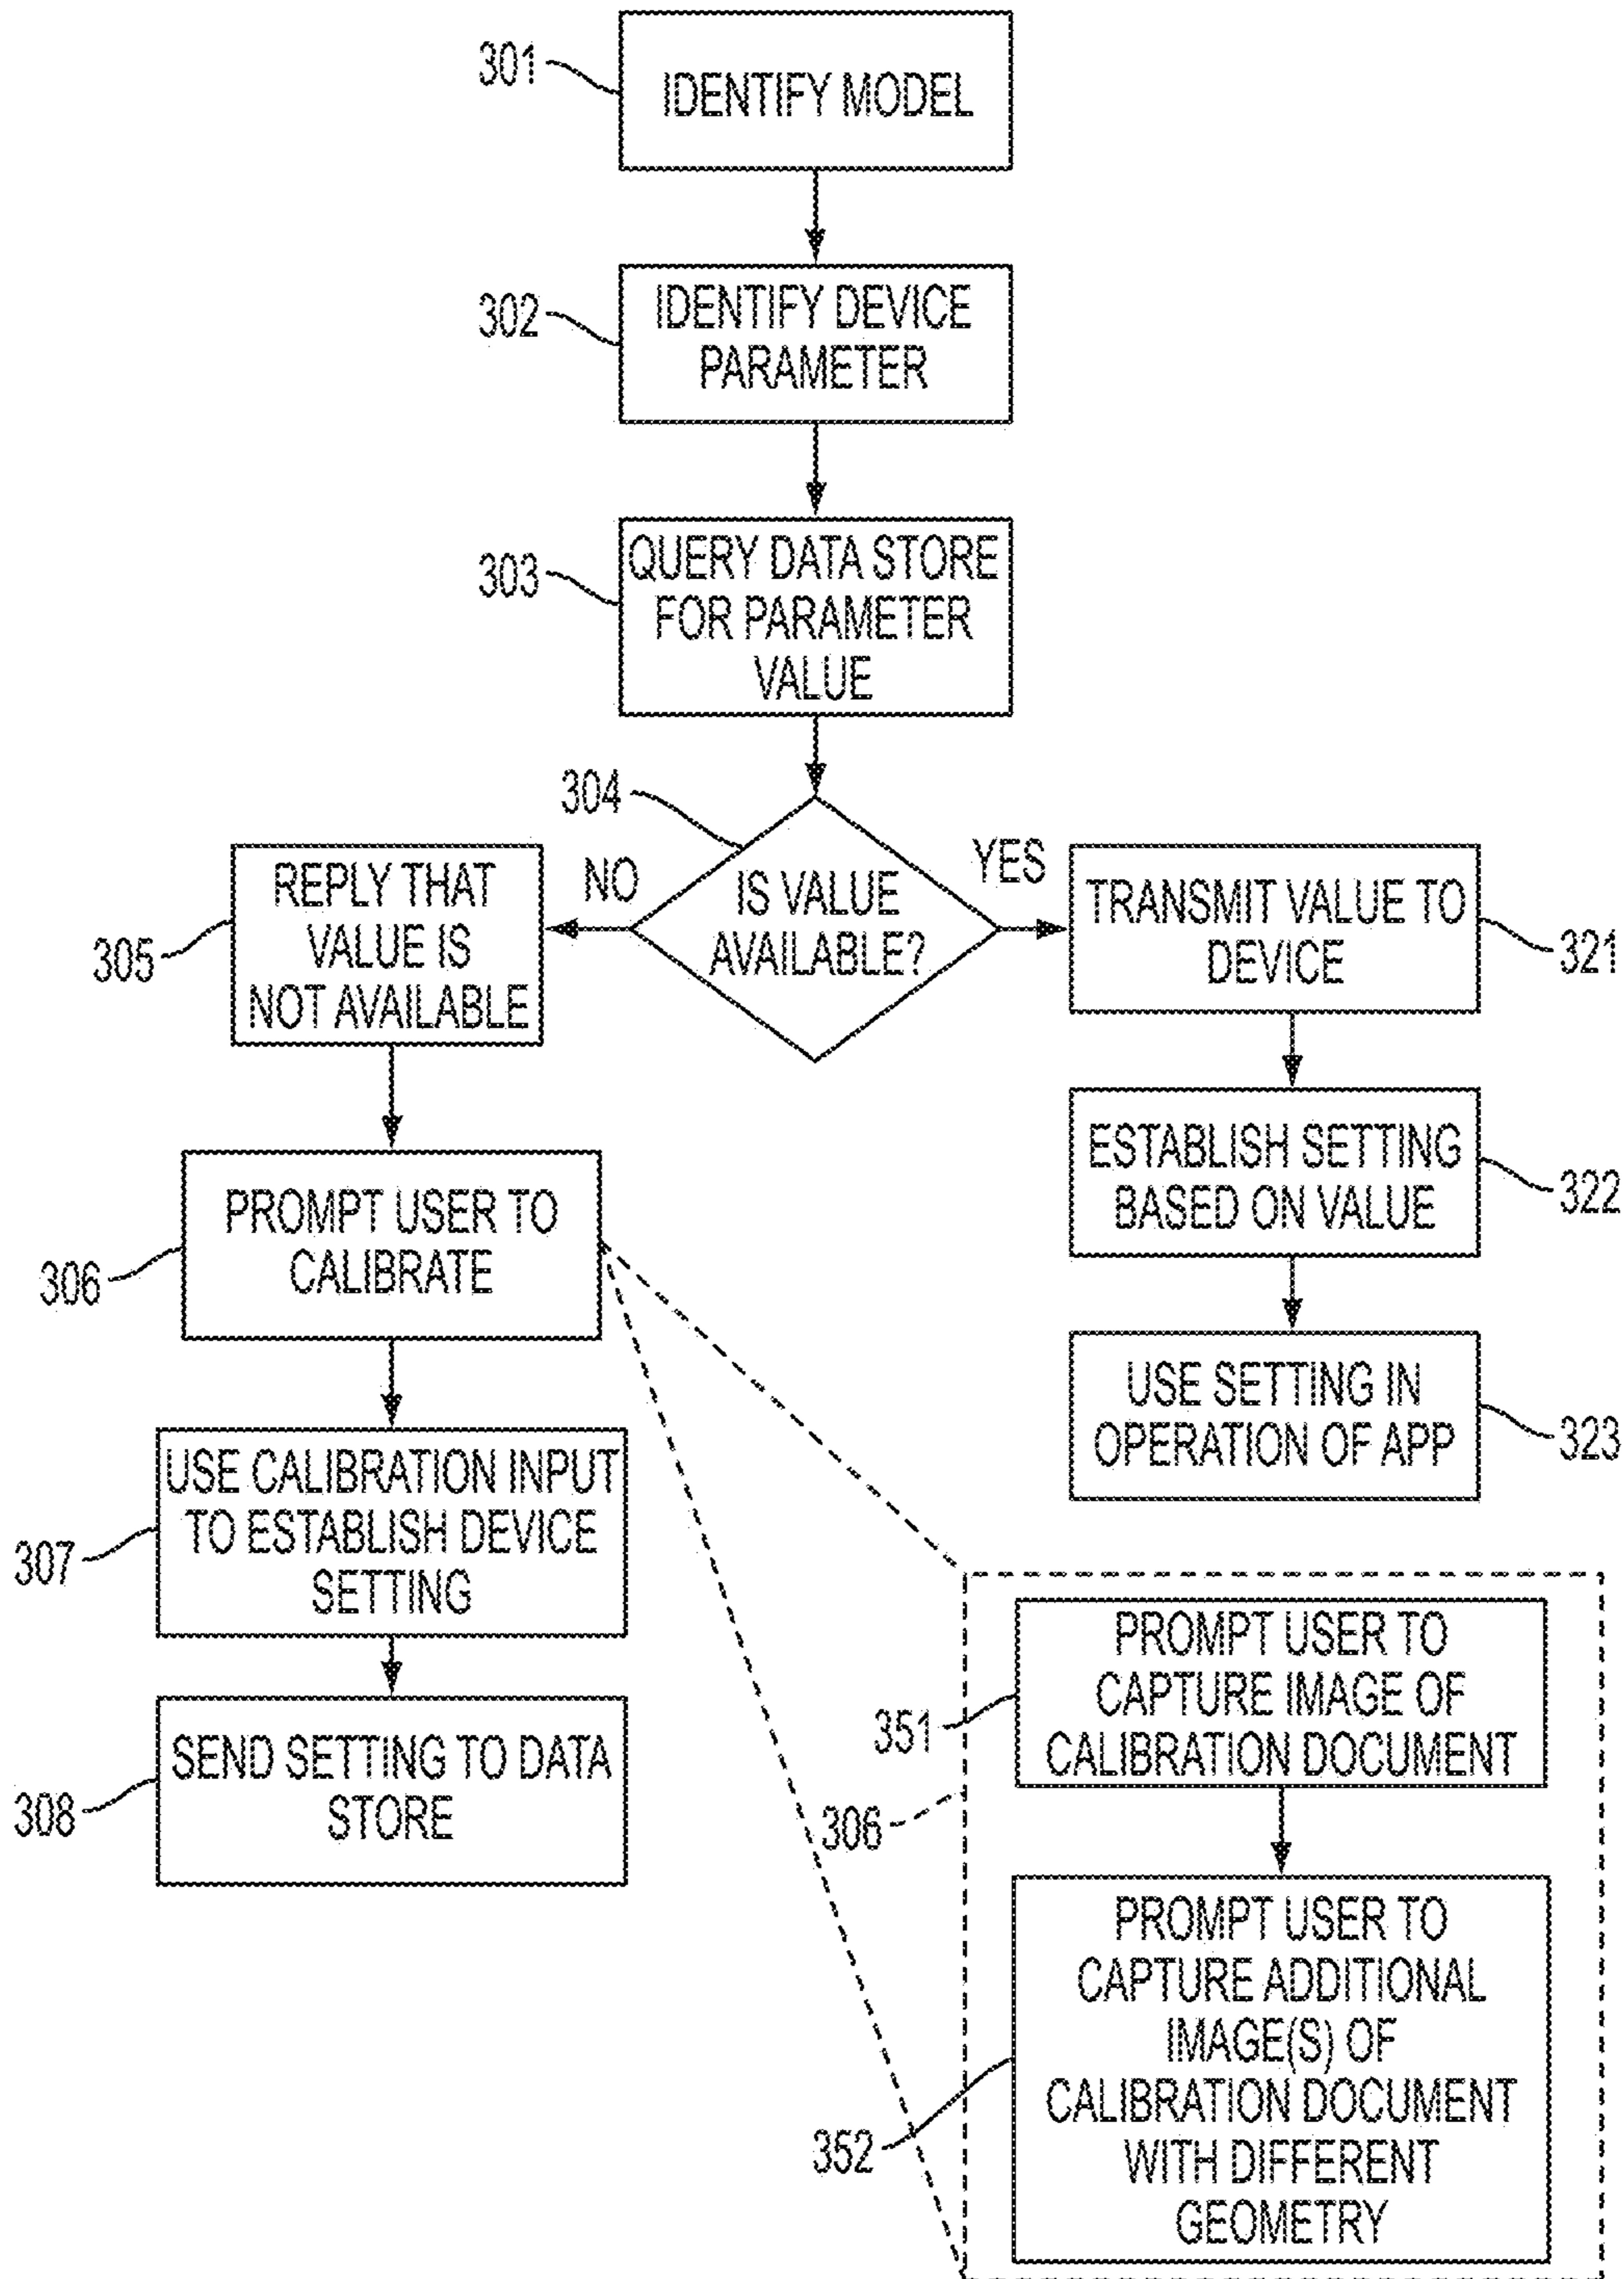 301
IDENTIFY MODEL
302
IDENTIFY DEVICE
PARAMETER
303
QUERY DATA STORE
FOR PARAMETER
VALUE
304
IS VALUE
AVAILABLE?
NO
YES
305
REPLY THAT
VALUE IS
NOT AVAILABLE
306
PROMPT USER TO
CALIBRATE
307
USE CALIBRATION INPUT
TO ESTABLISH DEVICE
SETTING
308
SEND SETTING TO DATA
STORE
TRANSMIT VALUE TO
DEVICE
321
ESTABLISH SETTING
BASED ON VALUE
322
USE SETTING IN
OPERATION OF APP
323
306
351
PROMPT USER TO
CAPTURE IMAGE OF
CALIBRATION DOCUMENT
352
PROMPT USER TO
CAPTURE ADDITIONAL
IMAGE(S) OF
CALIBRATION DOCUMENT
WITH DIFFERENT
GEOMETRY